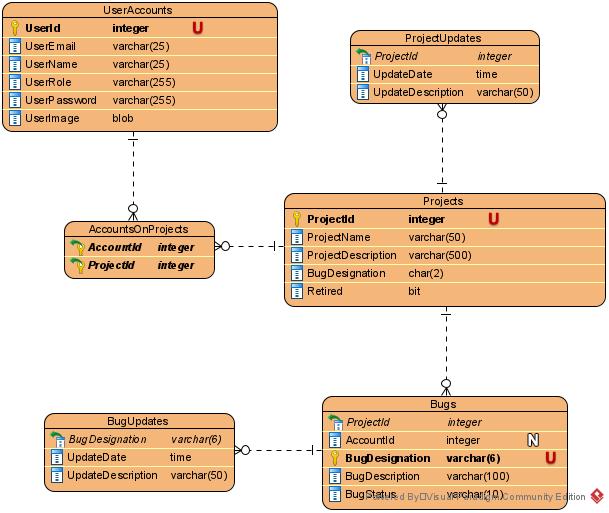 UserAccounts
UserId integer U
UserEmail varchar(25)
UserName varchar(25)
UserRole varchar(255)
UserPassword varchar(255)
UserImage blob
ProjectUpdates
ProjectId integer
UpdateDate time
UpdateDescription varchar(50)
AccountsOnProjects
AccountId integer
ProjectId integer
Projects
ProjectId integer U
ProjectName varchar(50)
ProjectDescription varchar(500)
BugDesignation char(2)
Retired bit
BugUpdates
BugDesignation varchar(6)
UpdateDate time
UpdateDescription varchar(50)
Bugs
ProjectId integer
AccountId integer N
BugDesignation varchar(6) U
BugDescription varchar(100)
BugStatus varchar(10)
Powered By Visual Paradigm Community Edition